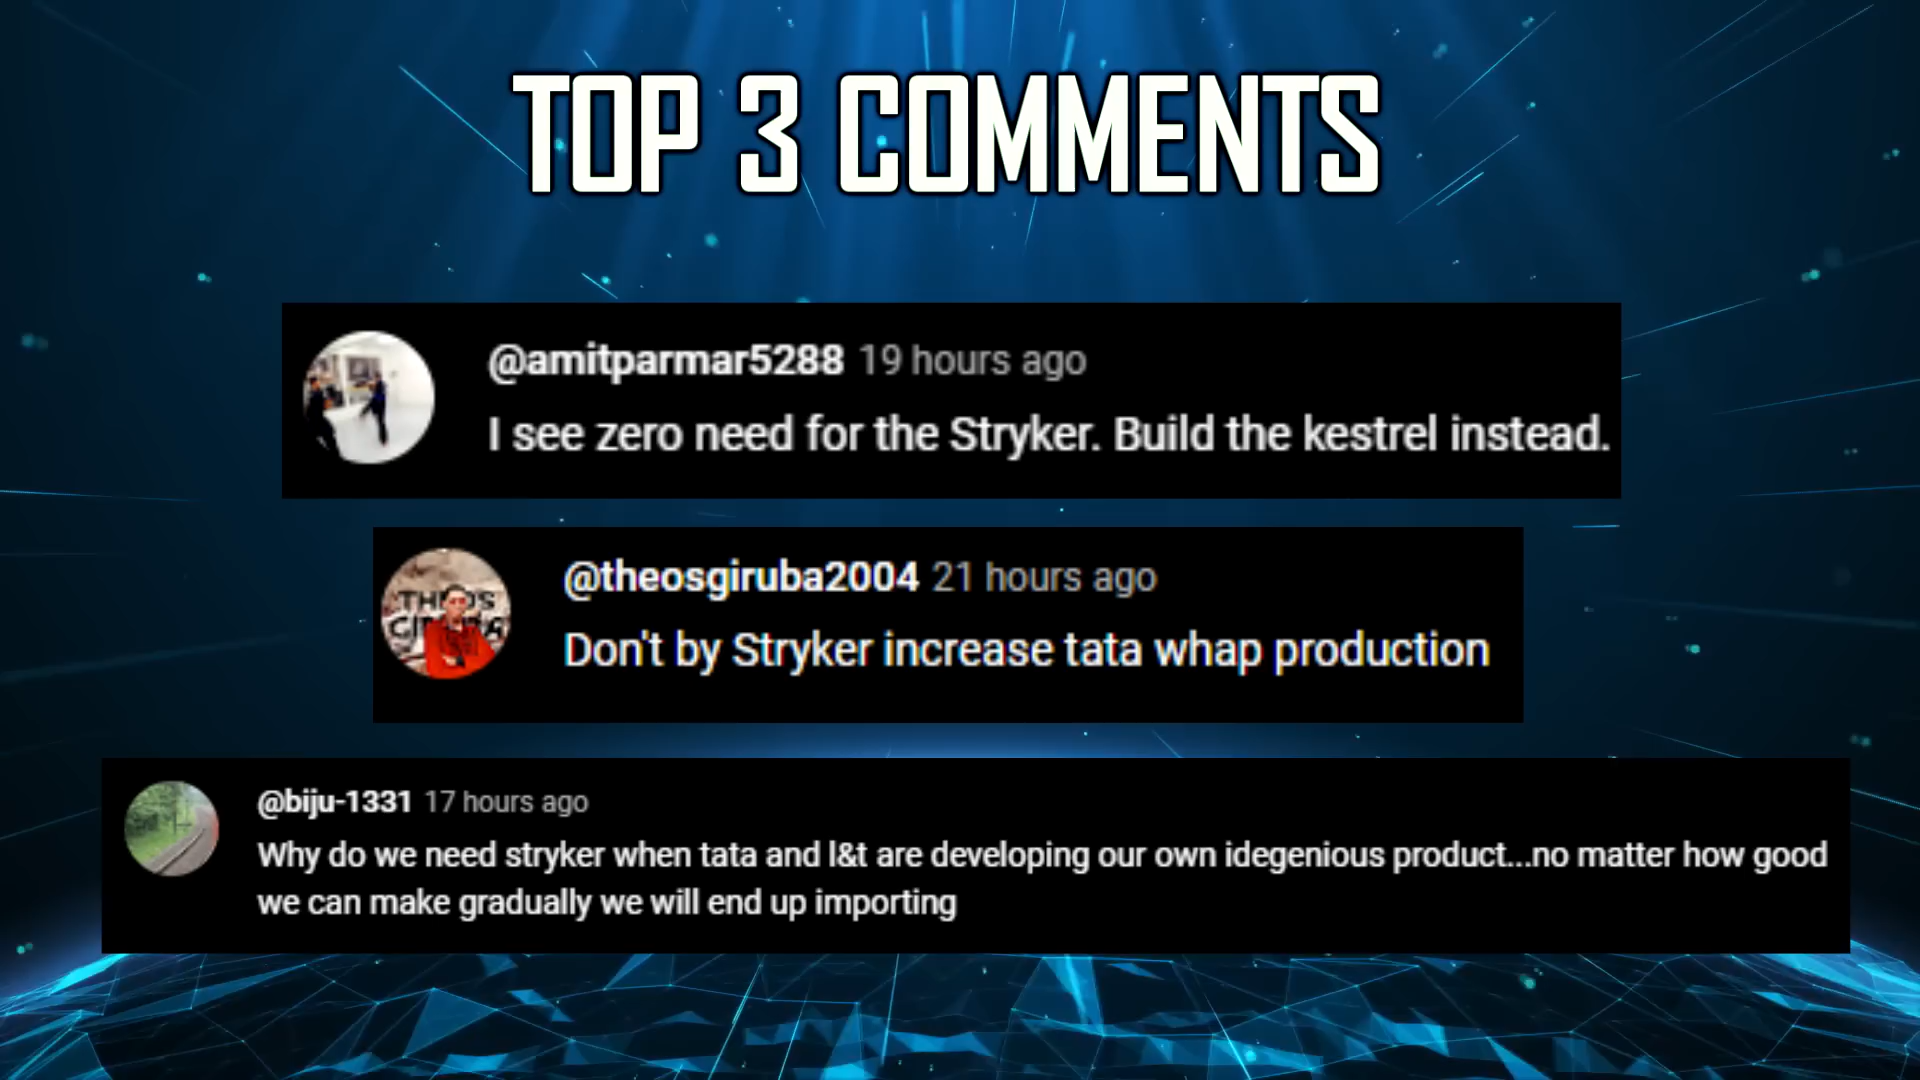 TOP 3 COMMENTS
@amitparmar5288 19 hours ago
I see zero need for the Stryker. Build the kestrel instead.
@theosgiruba2004 21 hours ago
Don't by Stryker increase tata whap production
@biju-1331 17 hours ago
Why do we need stryker when tata and l&t are developing our own idegenious product...no matter how good
we can make gradually we will end up importing